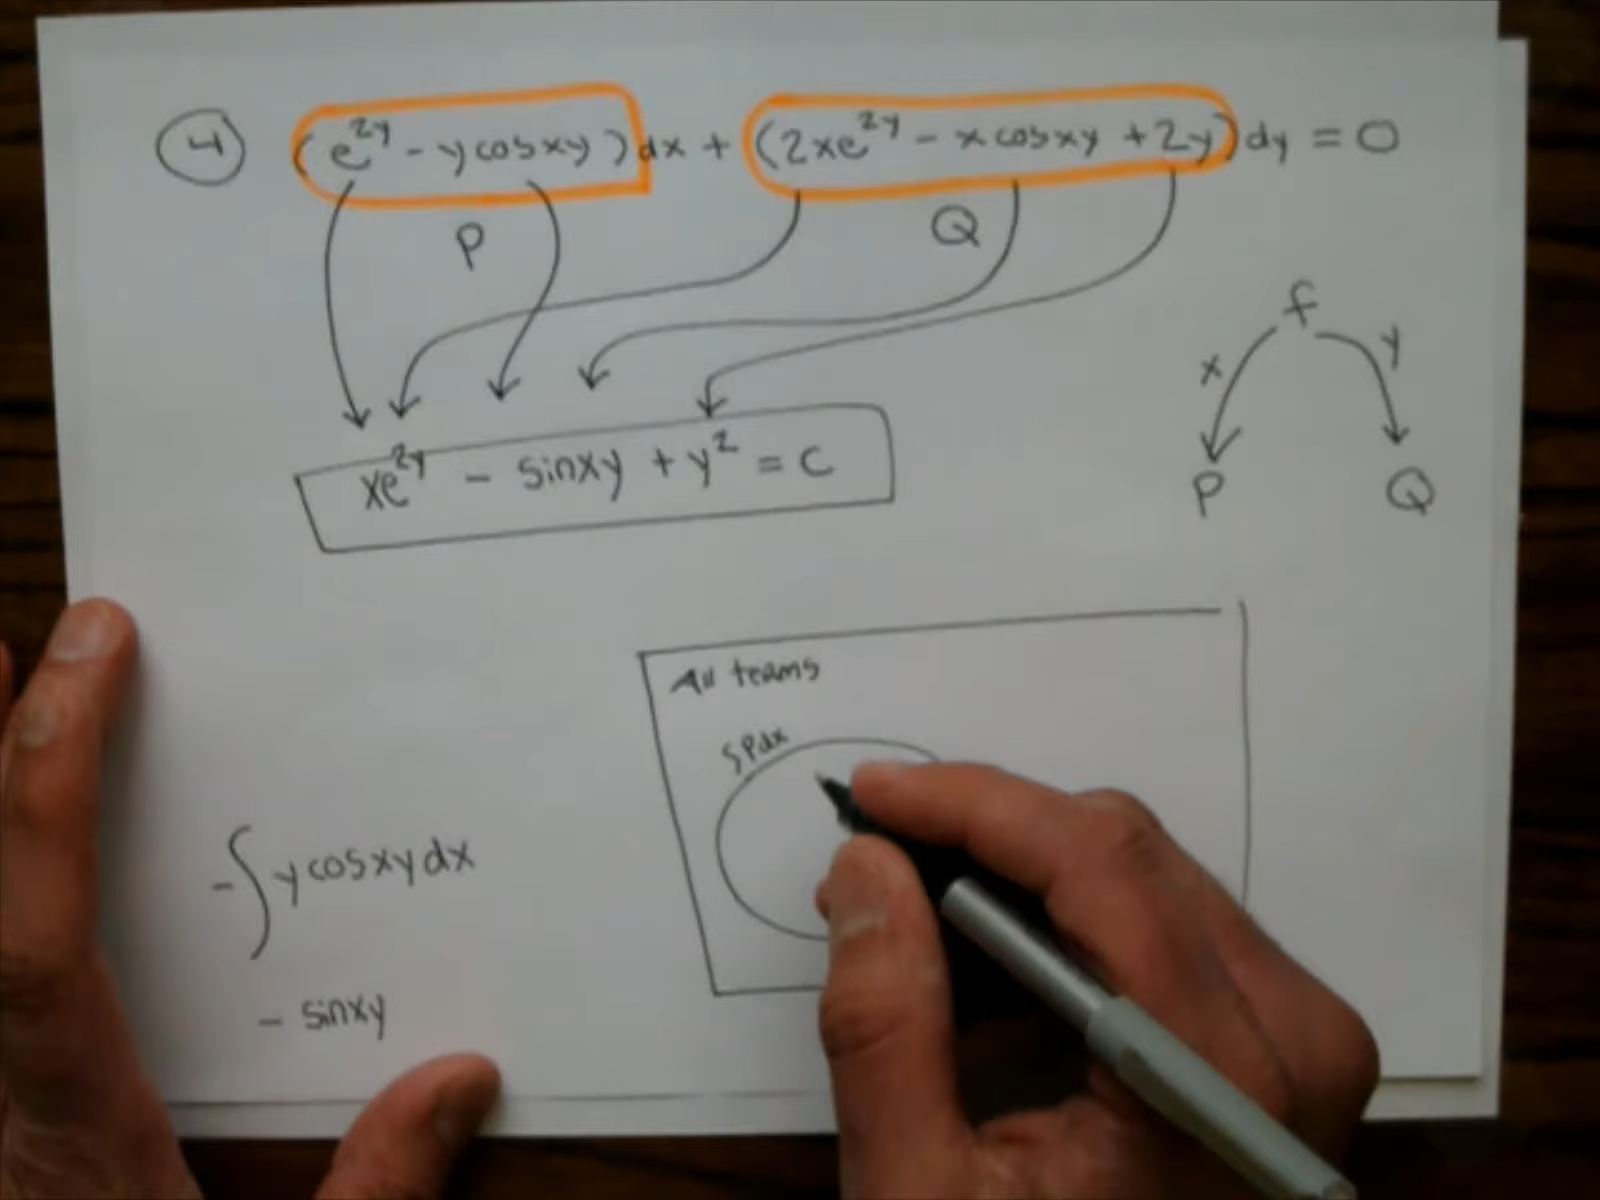 4 (e^{2y} - y cos xy) dx + (2xe^{2y} - x cos xy + 2y) dy = 0
P Q
f
x y
P Q
xe^{2y} - sin xy + y^2 = c
All terms
∫Pdx
- ∫ y cos xy dx
- sin xy